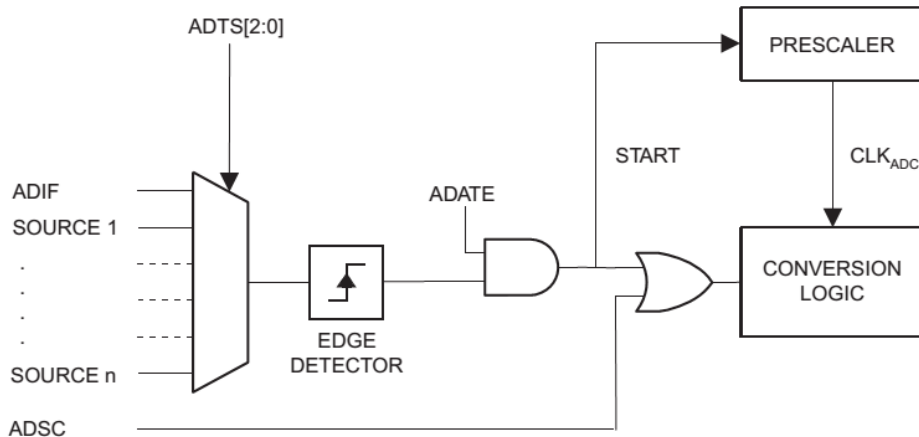 ADTS[2:0]
PRESCALER
START
CLKADC
ADIF
SOURCE 1
.
.
.
.
SOURCE n
ADSC
ADATE
EDGE
DETECTOR
CONVERSION
LOGIC